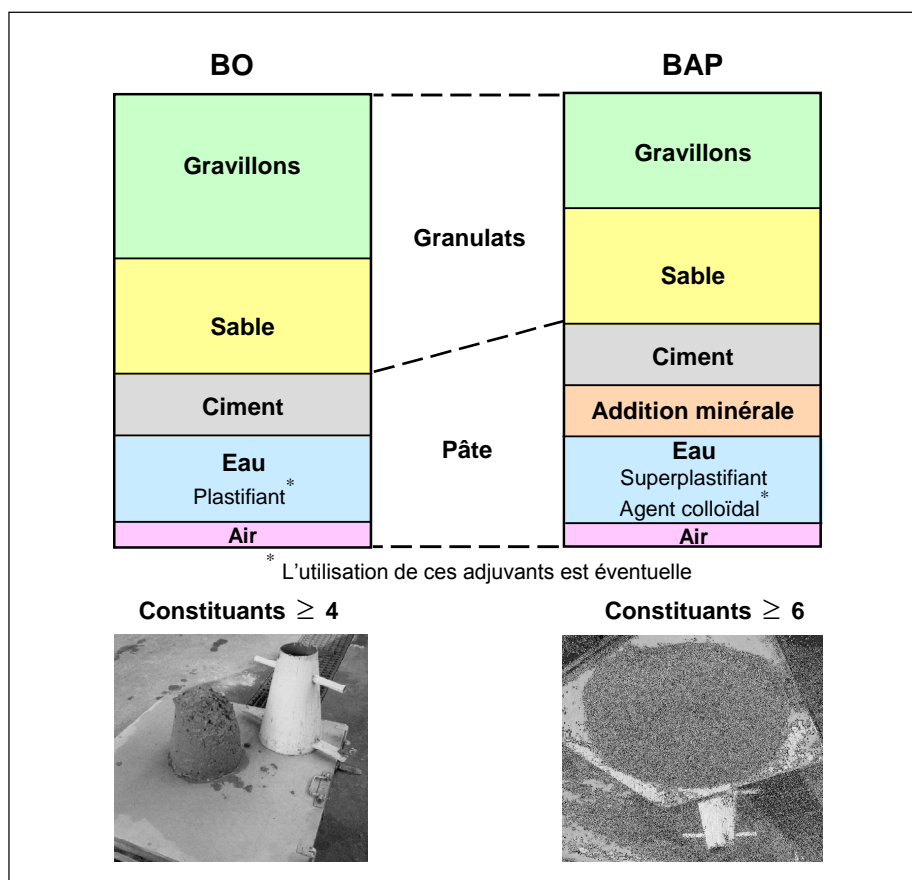 BO
BAP
Gravillons
Gravillons
Granulats
Sable
Sable
Ciment
Ciment
Addition minérale
Pâte
Eau
Plastifiant*
Eau
Superplastifiant
Agent colloïdal*
Air
Air
* L'utilisation de ces adjuvants est éventuelle
Constituants ≥ 4
Constituants ≥ 6